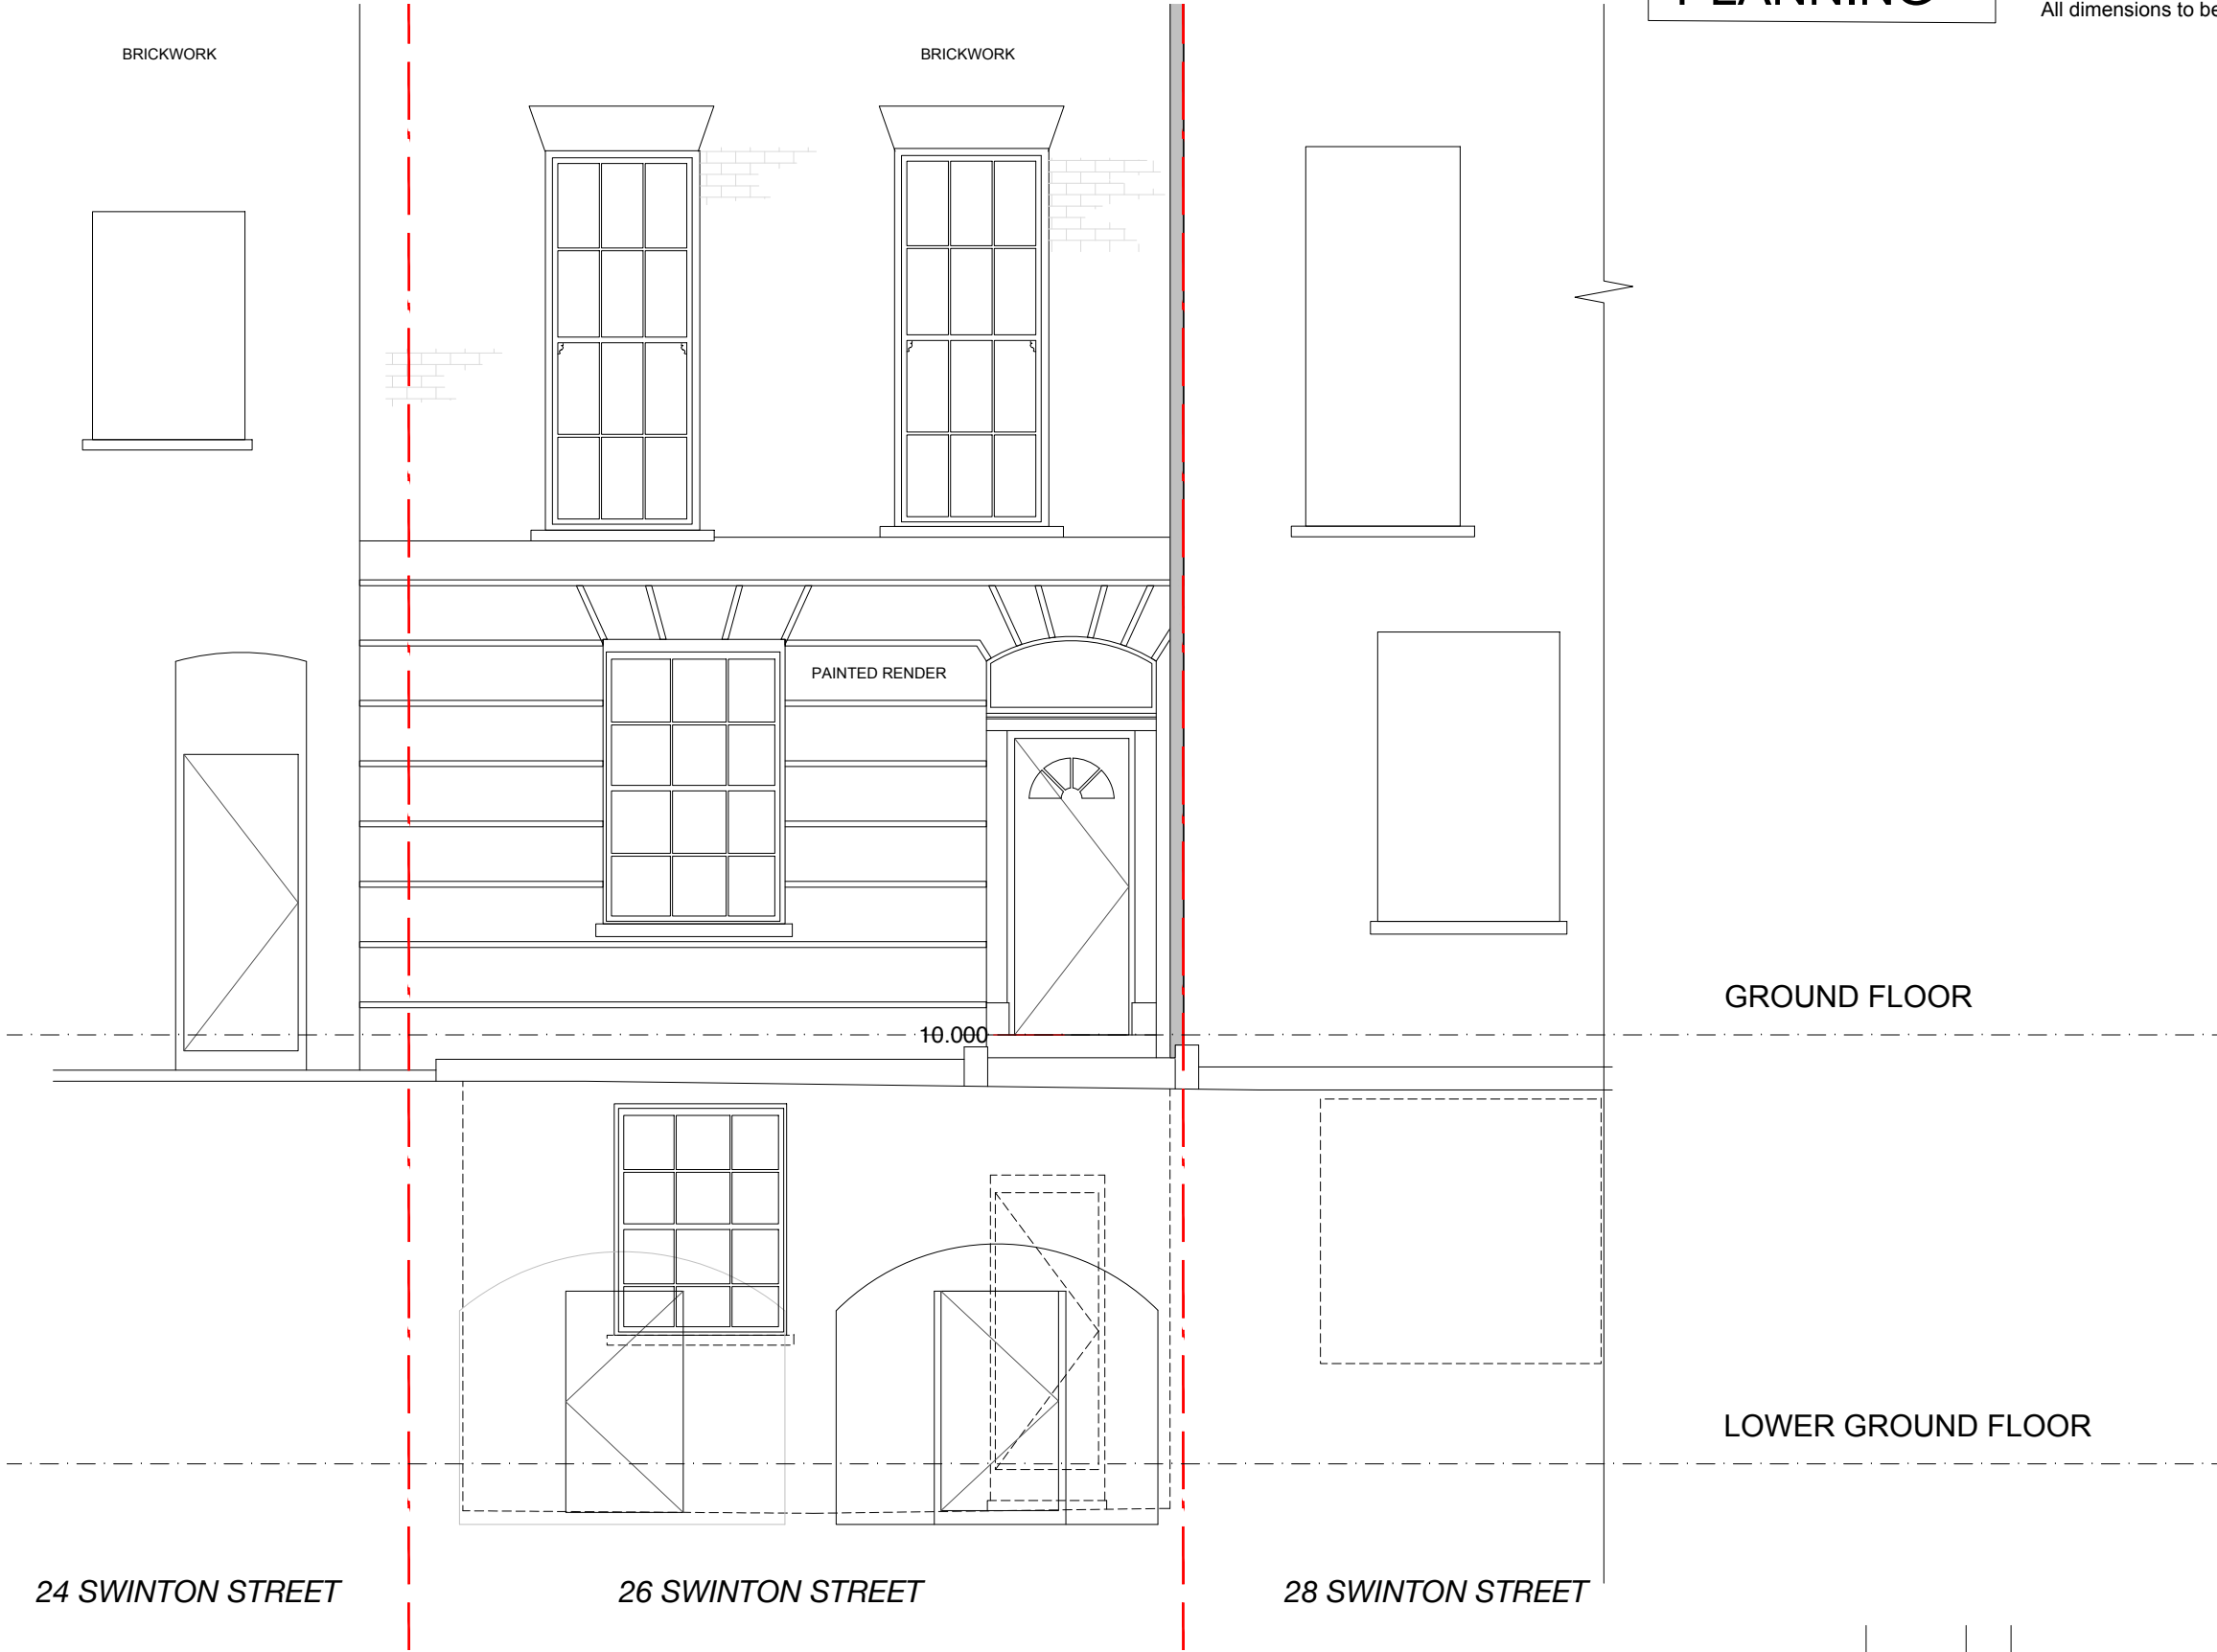 PLANNING
All dimensions to be
BRICKWORK
BRICKWORK
PAINTED RENDER
GROUND FLOOR
10.000
LOWER GROUND FLOOR
24 SWINTON STREET
26 SWINTON STREET
28 SWINTON STREET